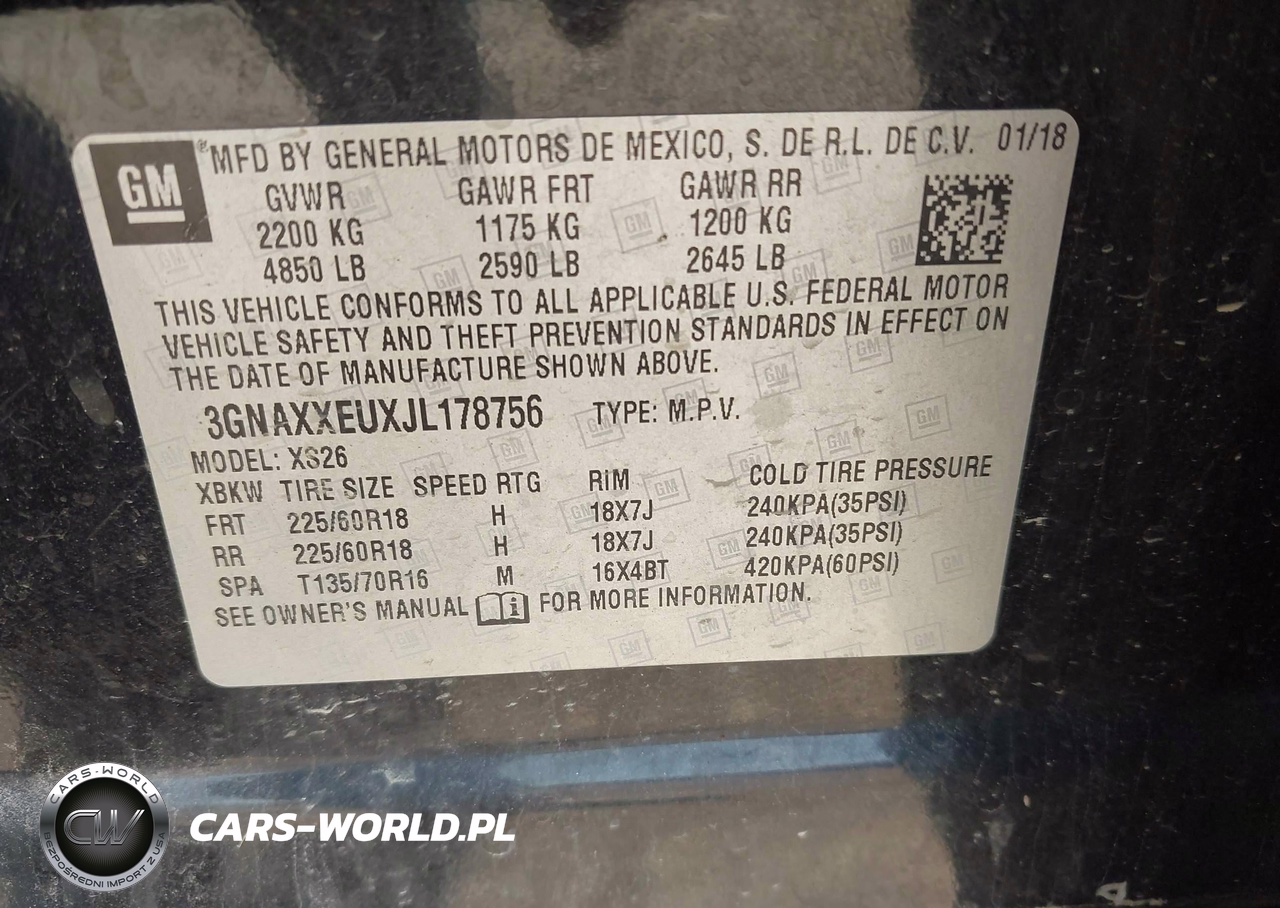 GM
®MFD BY GENERAL MOTORS DE MEXICO, S. DE R.L. DE C.V. 01/18
GVWR GAWR FRT GAWR RR
2200 KG 1175 KG 1200 KG
4850 LB 2590 LB 2645 LB
THIS VEHICLE CONFORMS TO ALL APPLICABLE U.S. FEDERAL MOTOR
VEHICLE SAFETY AND THEFT PREVENTION STANDARDS IN EFFECT ON
THE DATE OF MANUFACTURE SHOWN ABOVE.
3GNAXXEUXJL178756 TYPE: M.P.V.
MODEL: XS26
XBKW TIRE SIZE SPEED RTG RIM COLD TIRE PRESSURE
FRT 225/60R18 H 18X7J 240KPA(35PSI)
RR 225/60R18 H 18X7J 240KPA(35PSI)
SPA T135/70R16 M 16X4BT 420KPA(60PSI)
SEE OWNER'S MANUAL i FOR MORE INFORMATION.
CARS-WORLD
CW
BEZPOŚREDNI IMPORT Z USA
CARS-WORLD.PL